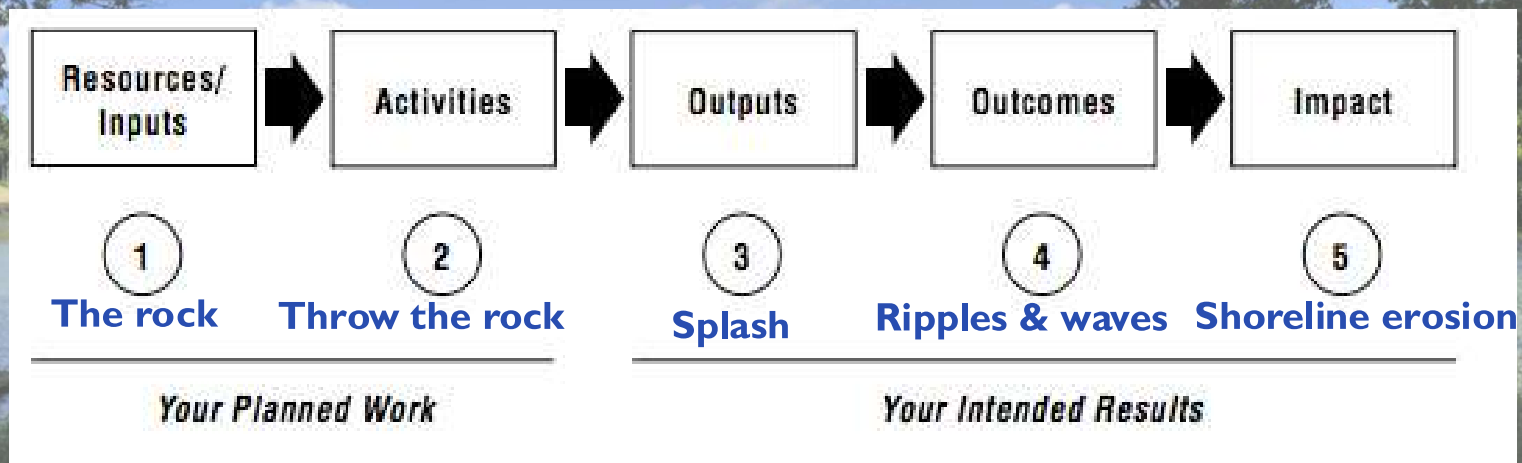 Resources/
Inputs
Activities
Outputs
Outcomes
Impact
1
2
3
4
5
The rock
Throw the rock
Splash
Ripples & waves
Shoreline erosion
Your Planned Work
Your Intended Results